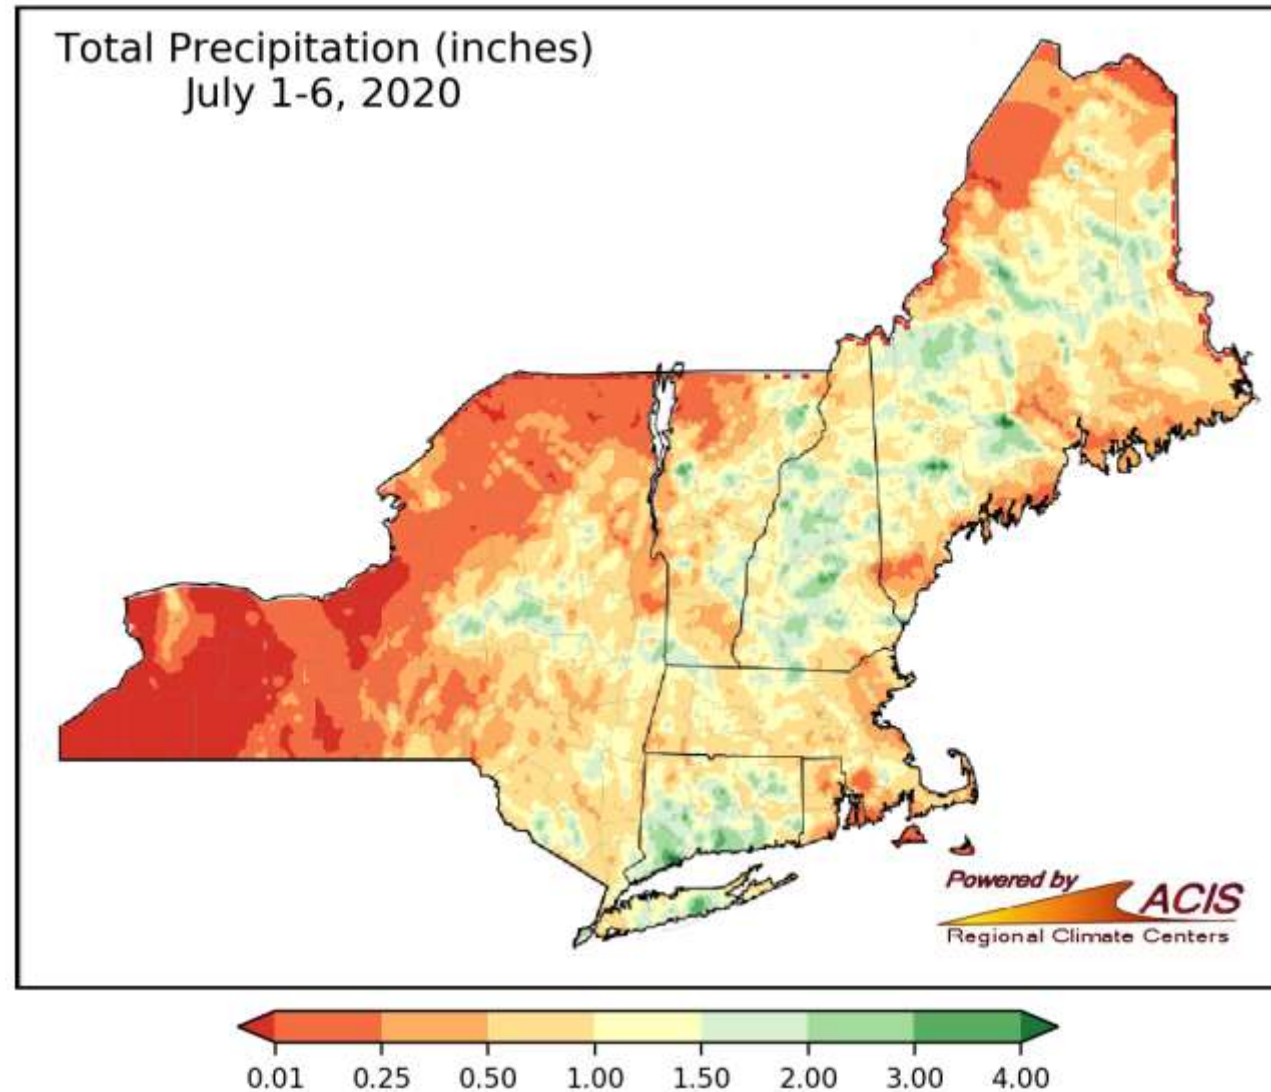 Total Precipitation (inches)
July 1-6, 2020
Powered by
ACIS
Regional Climate Centers
0.01 0.25 0.50 1.00 1.50 2.00 3.00 4.00